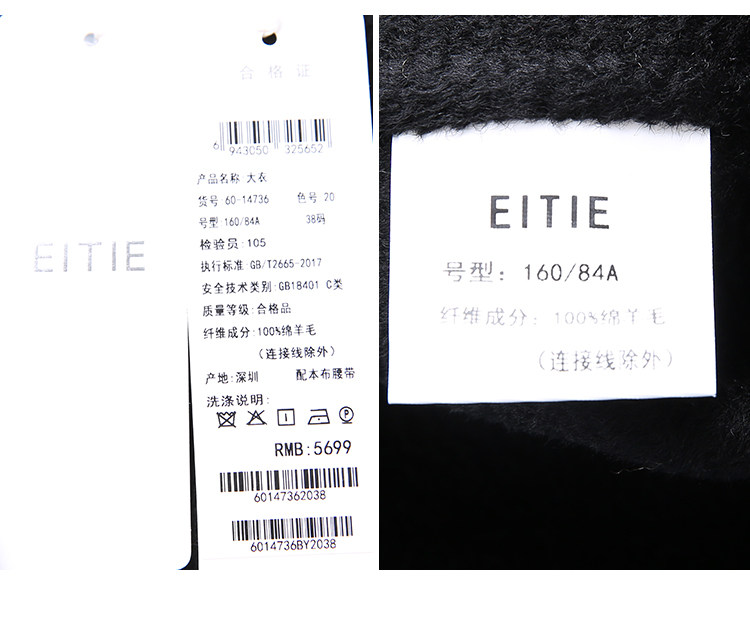 EITIE
合格证
6 943050 325652
产品名称 大衣
货号 60-14736 色号 20
号型 160/84A 38码
检验员:105
执行标准:GB/T2665-2017
安全技术类别:GB18401 C类
质量等级:合格品
纤维成分:100%绵羊毛
(连接线除外)
产地:深圳 配本布腰带
洗涤说明:
P
RMB:5699
60147362038
6014736BY2038
EITIE
号型: 160/84A
纤维成分: 100%绵羊毛
(连接线除外)